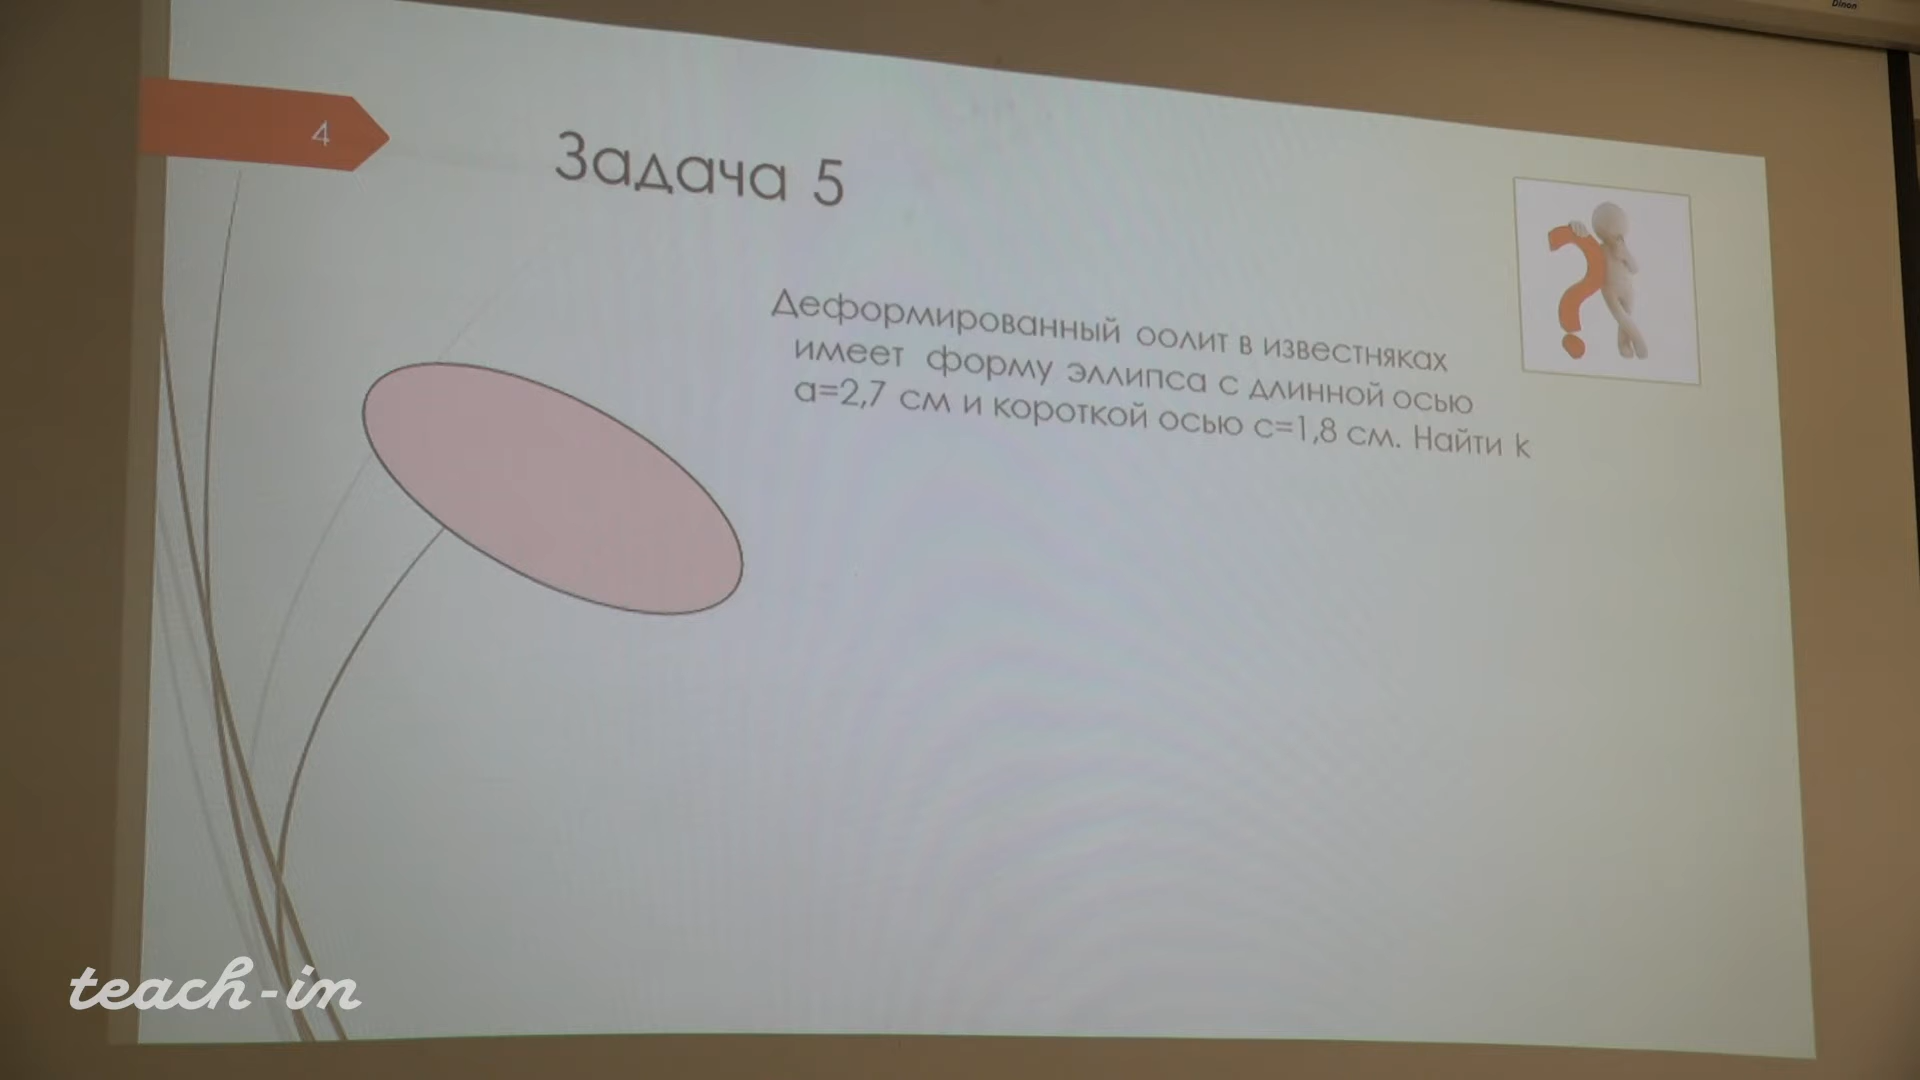 Dinon
4
Задача 5
Деформированный оолит в известняках
имеет форму эллипса с длинной осью
a=2,7 см и короткой осью c=1,8 см. Найти k
teach-in